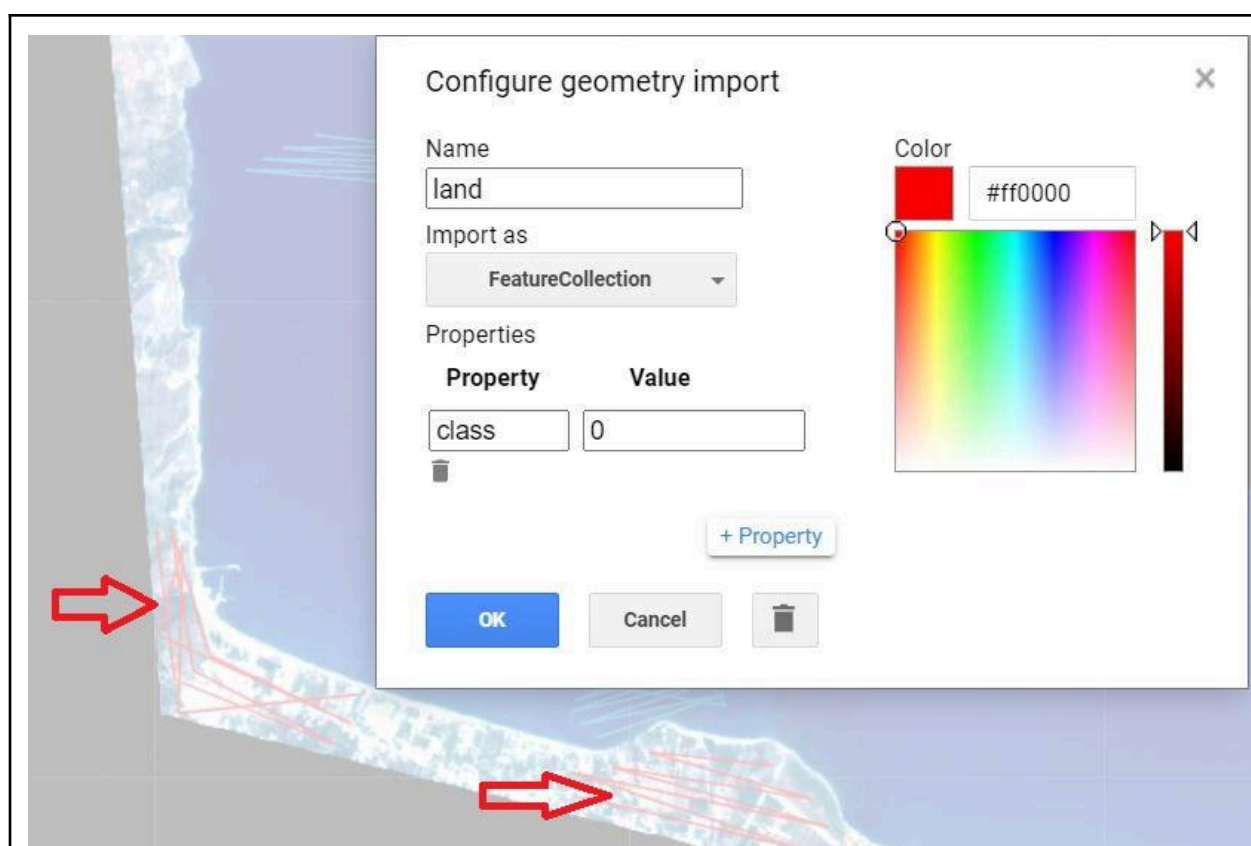 Configure geometry import
Name
Color
land
#ff0000
Import as
FeatureCollection
Properties
Property Value
class 0
+ Property
OK Cancel